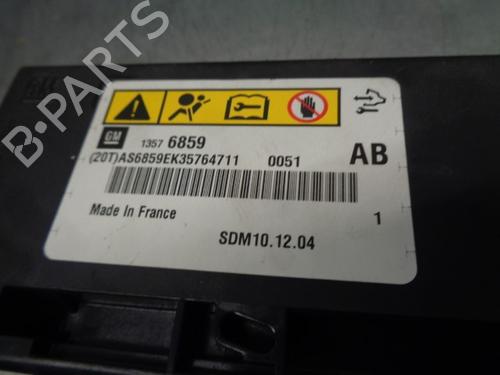 B-PARTS
GM
1357 6859
(20T)AS6859EK35764711 0051 AB
Made In France 1
SDM10.12.04